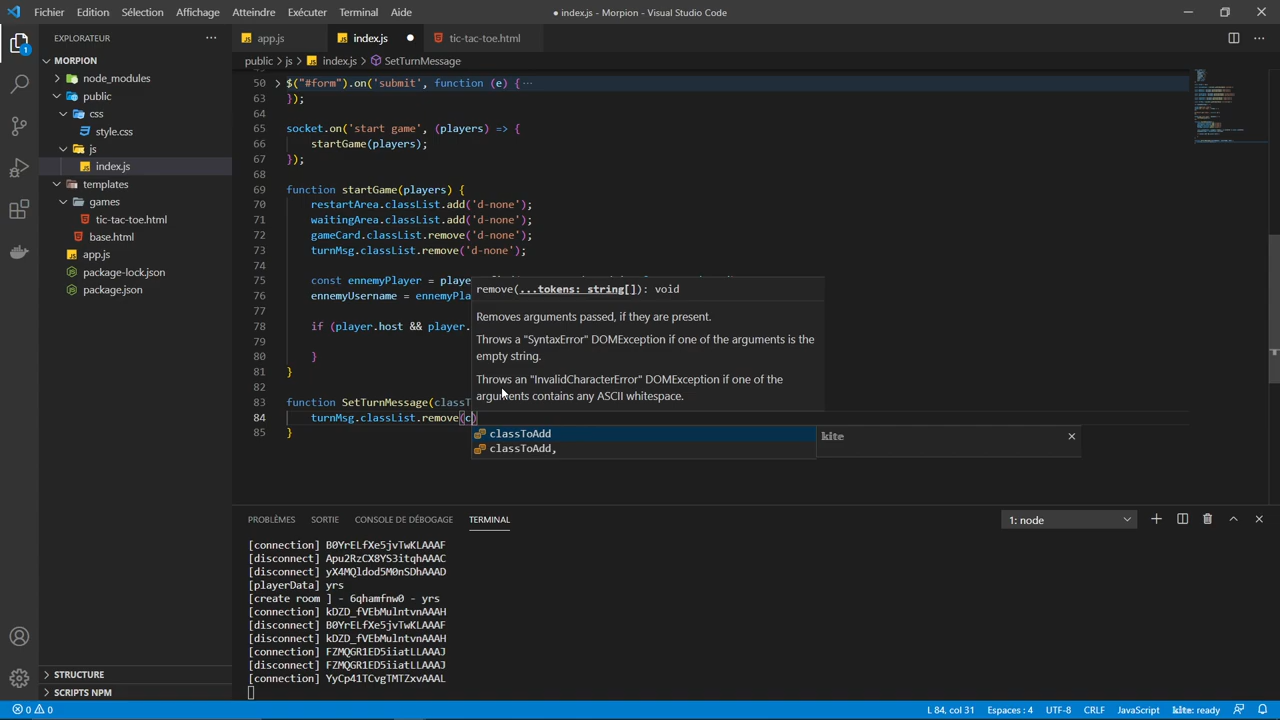 Fichier Edition Sélection Affichage Atteindre Exécuter Terminal Aide
● index.js - Morpion - Visual Studio Code
EXPLORATEUR ···
app.js
index.js ●
tic-tac-toe.html
MORPION
node_modules
public
css
style.css
js
index.js
templates
games
tic-tac-toe.html
base.html
app.js
package-lock.json
package.json
STRUCTURE
SCRIPTS NPM
1
public > js > index.js > SetTurnMessage
50 $("#form").on('submit', function (e) { ···
63 });
64
65 socket.on('start game', (players) => {
66 startGame(players);
67 });
68
69 function startGame(players) {
70 restartArea.classList.add('d-none');
71 waitingArea.classList.add('d-none');
72 gameCard.classList.remove('d-none');
73 turnMsg.classList.remove('d-none');
74
75 const ennemyPlayer = playe
76 ennemyUsername = ennemyPla
77
78 if (player.host && player.
79
80 }
81 }
82
83 function SetTurnMessage(classT
84 turnMsg.classList.remove(c)
85 }
remove(...tokens: string[]): void
Removes arguments passed, if they are present.
Throws a "SyntaxError" DOMException if one of the arguments is the
empty string.
Throws an "InvalidCharacterError" DOMException if one of the
arguments contains any ASCII whitespace.
classToAdd
classToAdd,
kite
PROBLÈMES SORTIE CONSOLE DE DÉBOGAGE TERMINAL
1: node
[connection] B0YrELfXe5jvTwKLAAAF
[disconnect] Apu2RzCX8YS3itqhAAAC
[disconnect] yX4MQldod5M0nSDhAAAD
[playerData] yrs
[create room ] - 6qhamfnw0 - yrs
[connection] kDZD_fVEbMulntvnAAAH
[disconnect] B0YrELfXe5jvTwKLAAAF
[disconnect] kDZD_fVEbMulntvnAAAH
[connection] FZMQGR1ED5iiatLLAAAJ
[disconnect] FZMQGR1ED5iiatLLAAAJ
[connection] YyCp41TCvgTMTZxvAAAL
0 0
L 84, col 31 Espaces : 4 UTF-8 CRLF JavaScript kite: ready